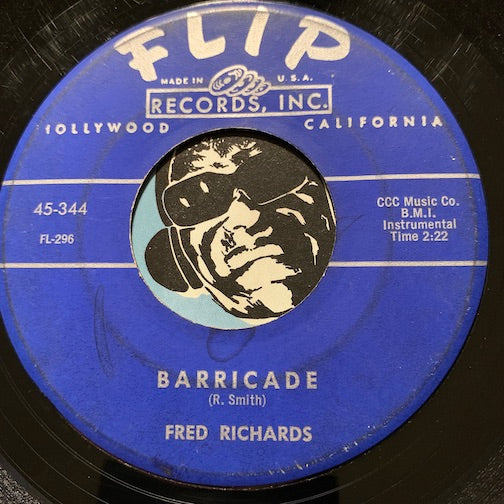 FLIP
MADE IN U.S.A.
RECORDS, INC.
HOLLYWOOD CALIFORNIA
45-344
FL-296
CCC Music Co.
B.M.I.
Instrumental
Time 2:22
BARRICADE
(R. Smith)
FRED RICHARDS